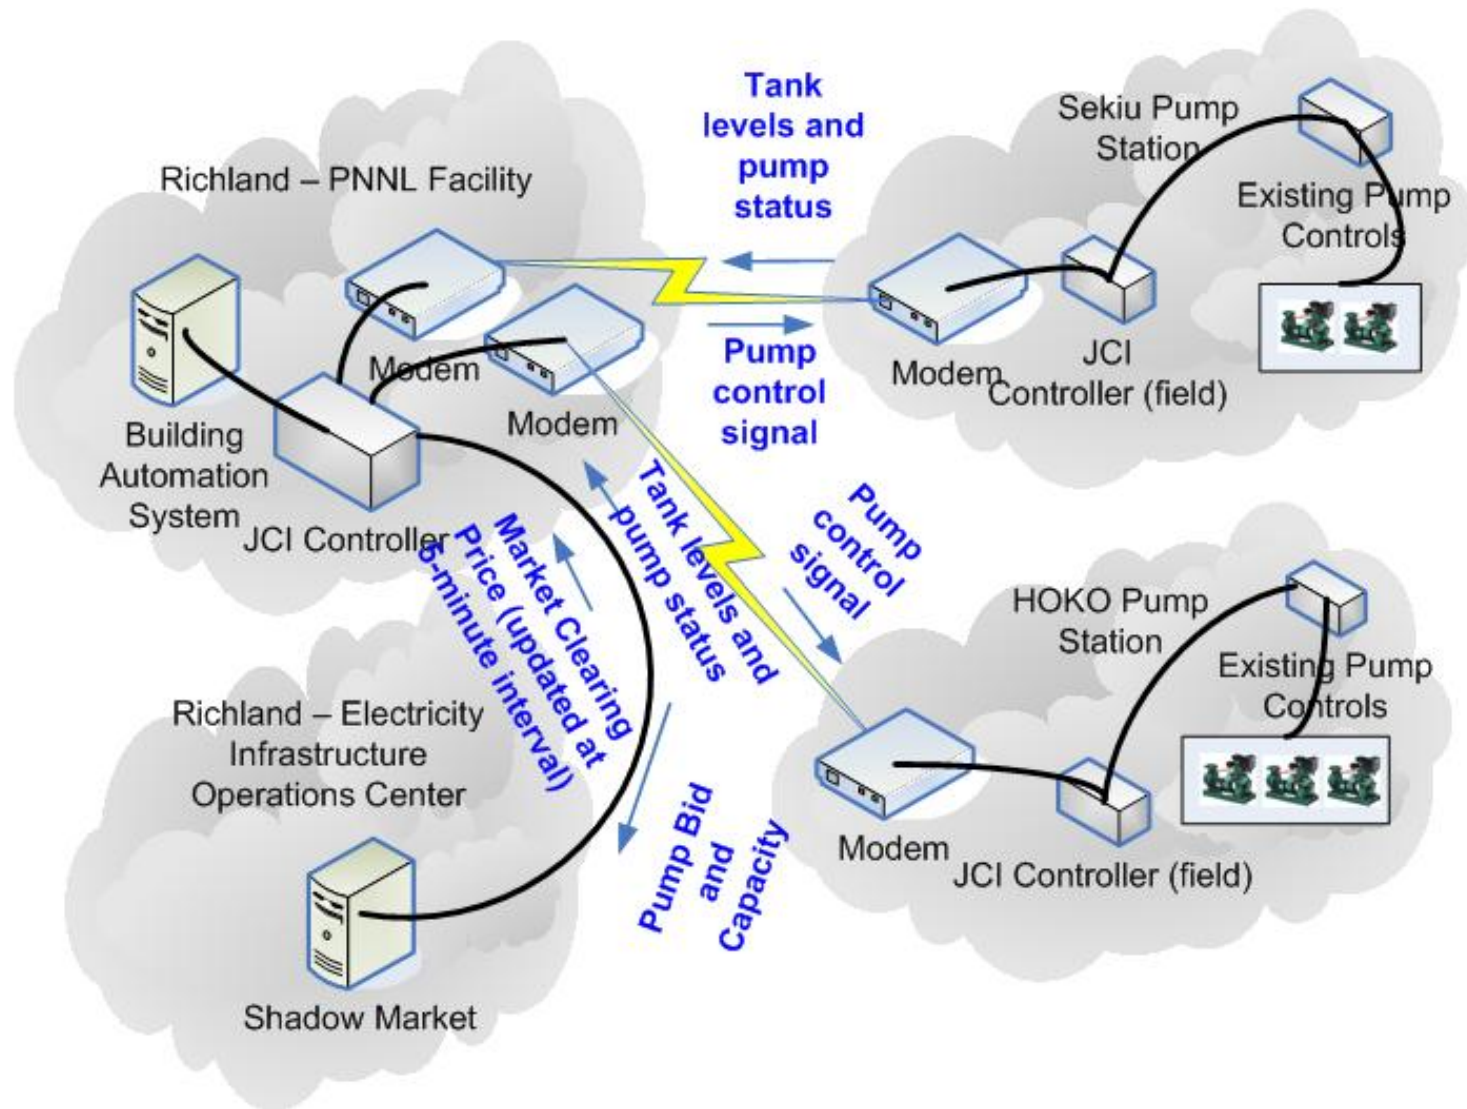 Richland – PNNL Facility
Modem
Modem
Building
Automation
System
JCI Controller
Tank
levels and
pump
status
Pump
control
signal
Sekiu Pump
Station
Existing Pump
Controls
Modem
JCI
Controller (field)
Tank levels and
pump status
Pump
control
signal
Market Clearing
Price (updated at
5-minute interval)
Pump Bid
and
Capacity
Richland – Electricity
Infrastructure
Operations Center
Shadow Market
HOKO Pump
Station
Existing Pump
Controls
Modem
JCI Controller (field)